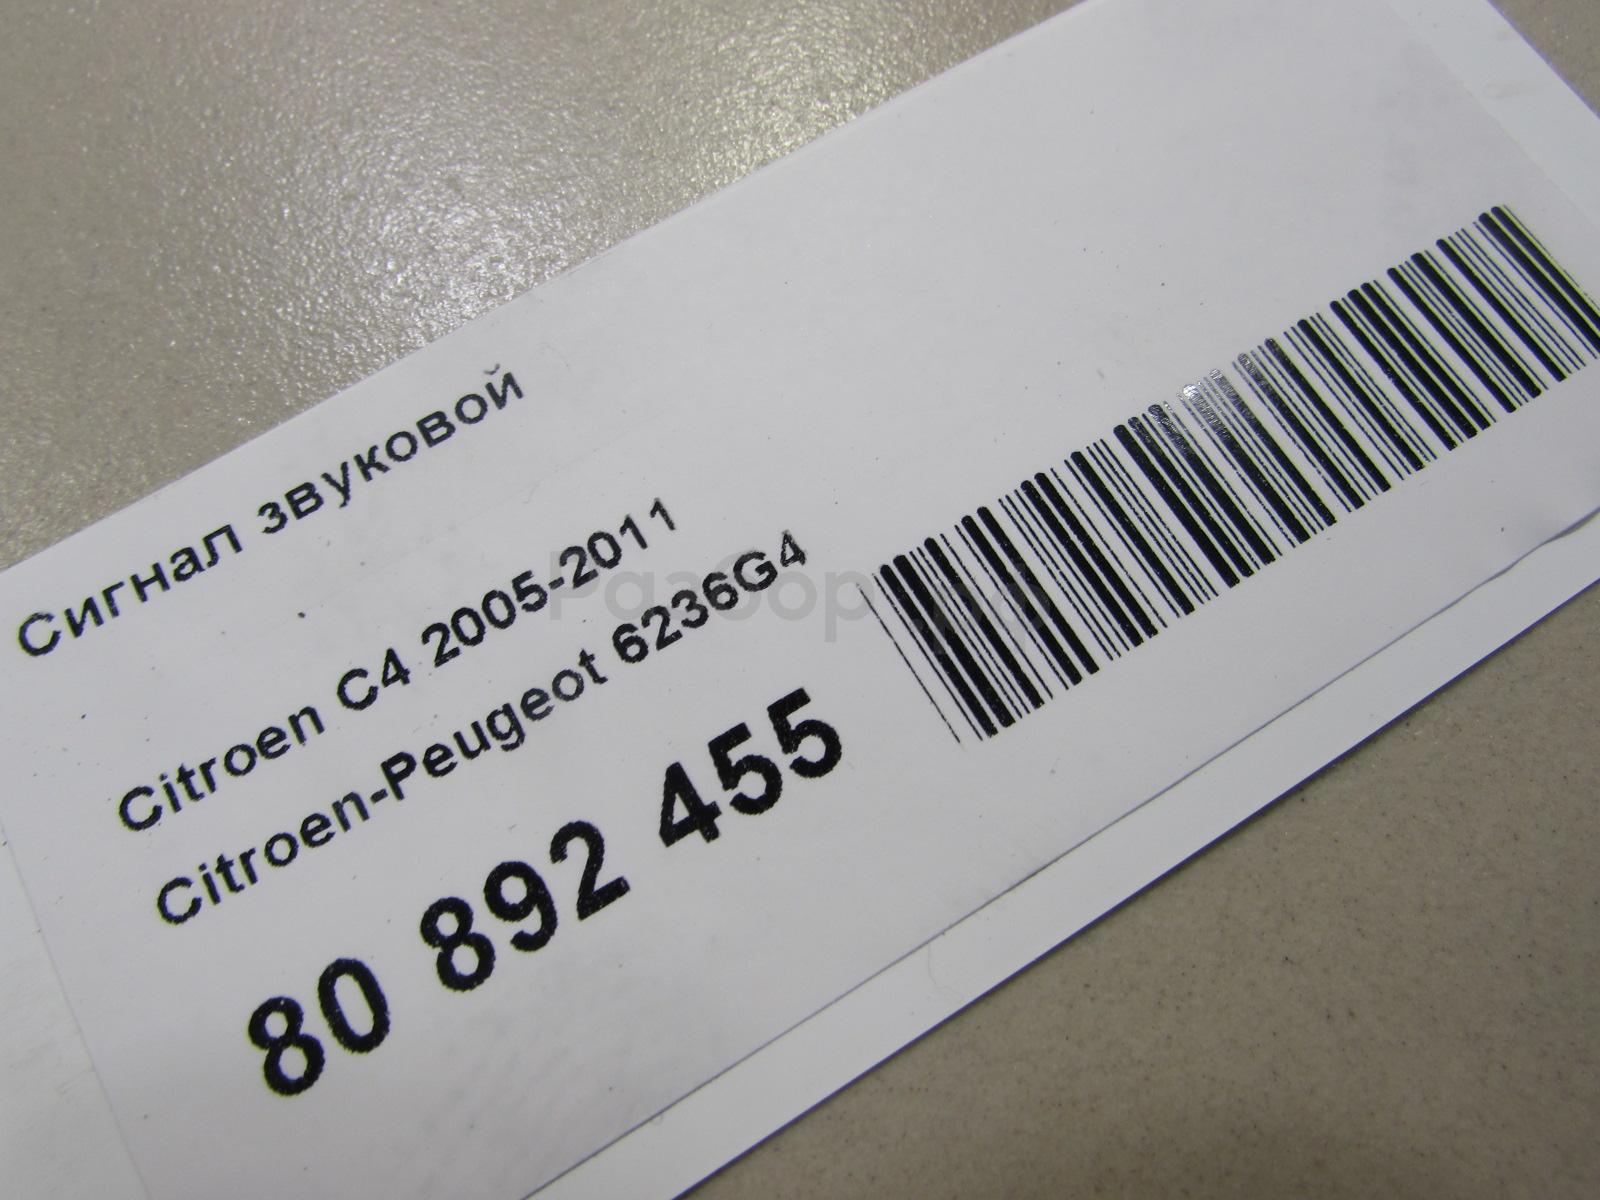 Сигнал звуковой
Citroen C4 2005-2011
Citroen-Peugeot 6236G4
80 892 455